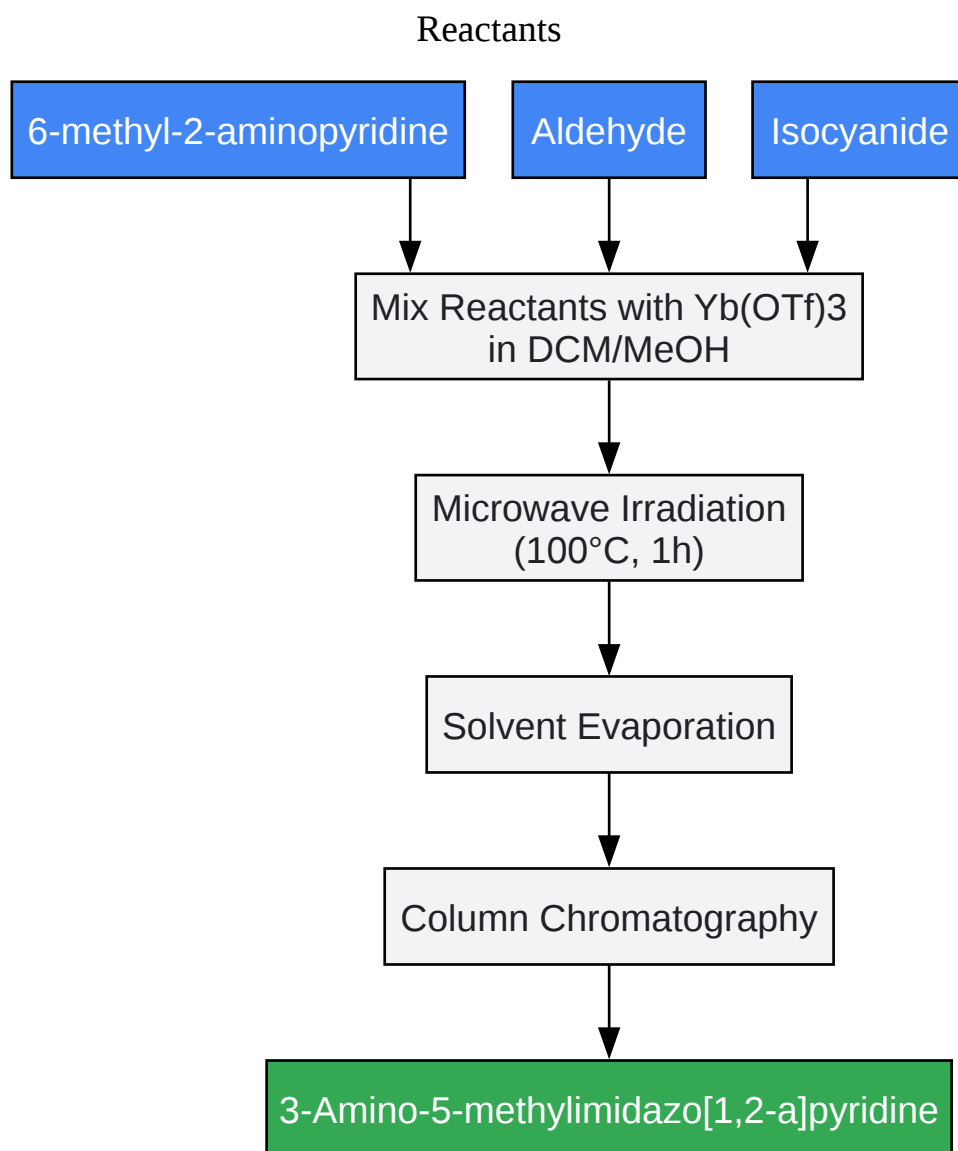 Reactants
6-methyl-2-aminopyridine
Aldehyde
Isocyanide
Mix Reactants with Yb(OTf)3
in DCM/MeOH
Microwave Irradiation
(100°C, 1h)
Solvent Evaporation
Column Chromatography
3-Amino-5-methylimidazo[1,2-a]pyridine